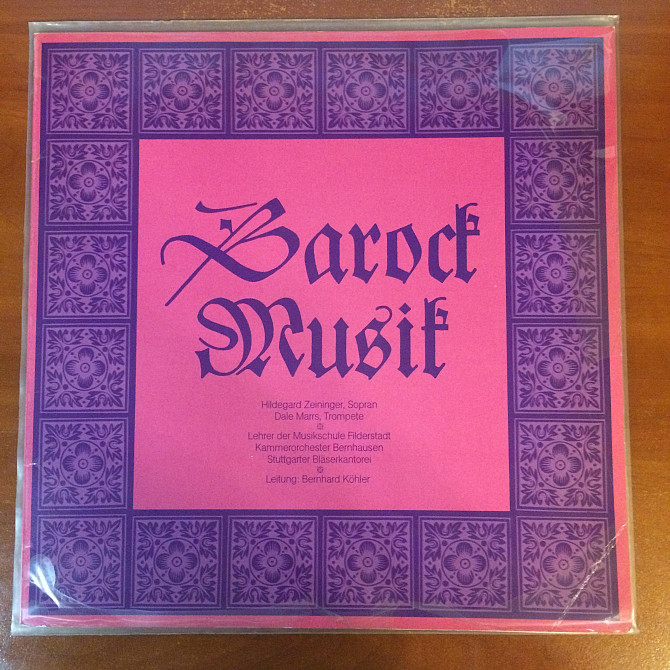 Barock
Musik
Hildegard Zeininger, Sopran
Dale Marrs, Trompete
Lehrer der Musikschule Filderstadt
Kammerorchester Bernhausen
Stuttgarter Bläserkantorei
Leitung: Bernhard Köhler